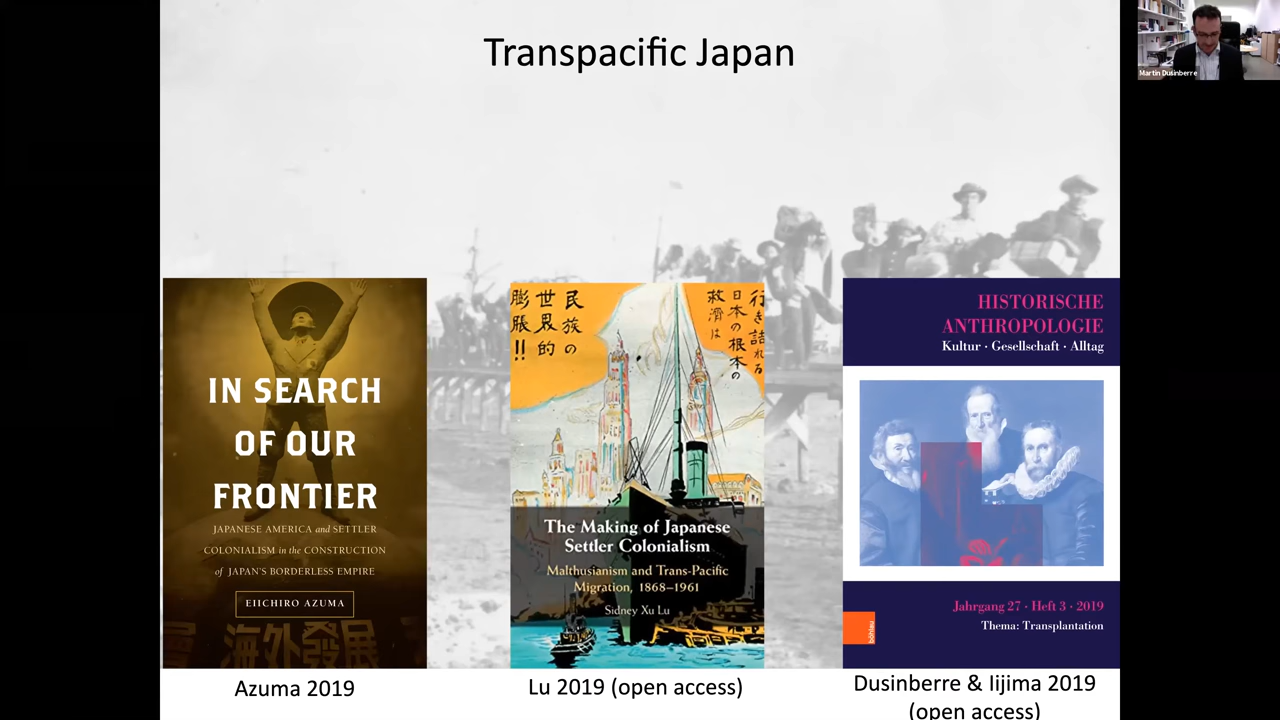 Transpacific Japan
Martin Dusinberre
IN SEARCH
OF OUR
FRONTIER
JAPANESE AMERICA and SETTLER
COLONIALISM in the CONSTRUCTION
of JAPAN'S BORDERLESS EMPIRE
EIICHIRO AZUMA
海外發展
Azuma 2019
行き詰れる
日本の根本の
救済は
民族の
世界的
膨脹!!
The Making of Japanese
Settler Colonialism
Malthusianism and Trans-Pacific
Migration, 1868–1961
Sidney Xu Lu
Lu 2019 (open access)
HISTORISCHE
ANTHROPOLOGIE
Kultur · Gesellschaft · Alltag
Jahrgang 27 · Heft 3 · 2019
Thema: Transplantation
böhlau
Dusinberre & Iijima 2019
(open access)